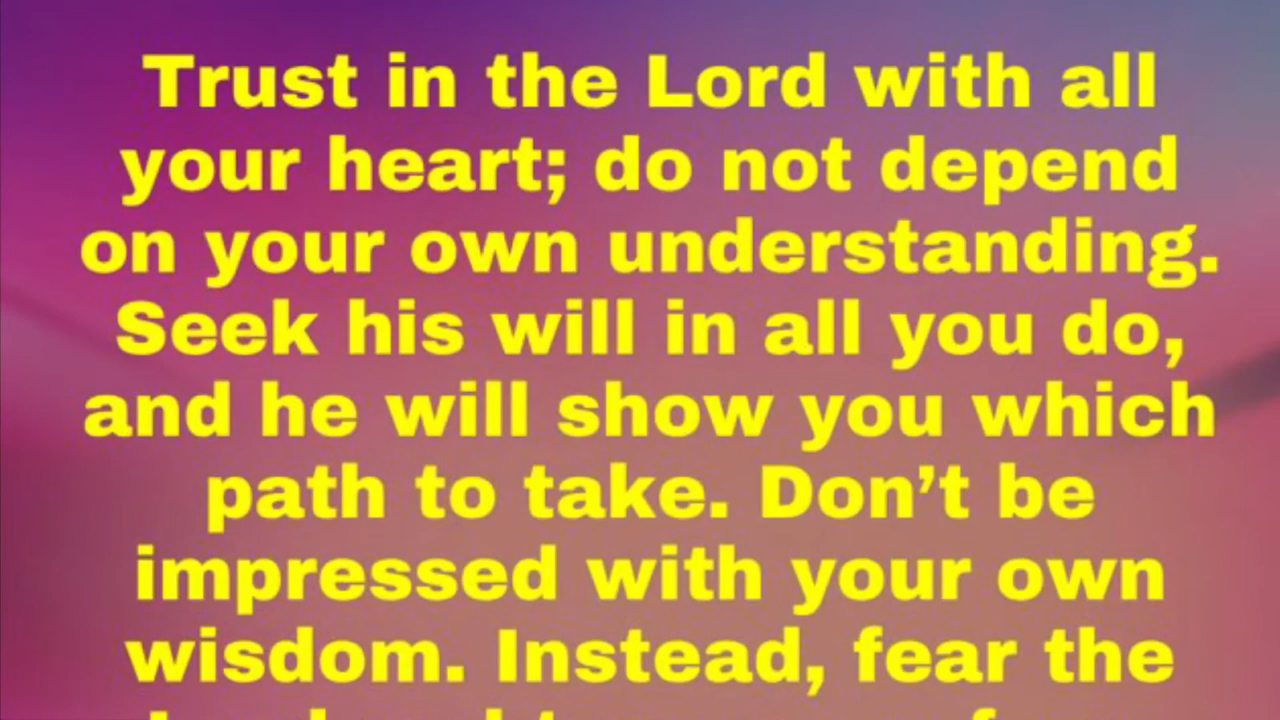 Trust in the Lord with all
your heart; do not depend
on your own understanding.
Seek his will in all you do,
and he will show you which
path to take. Don’t be
impressed with your own
wisdom. Instead, fear the